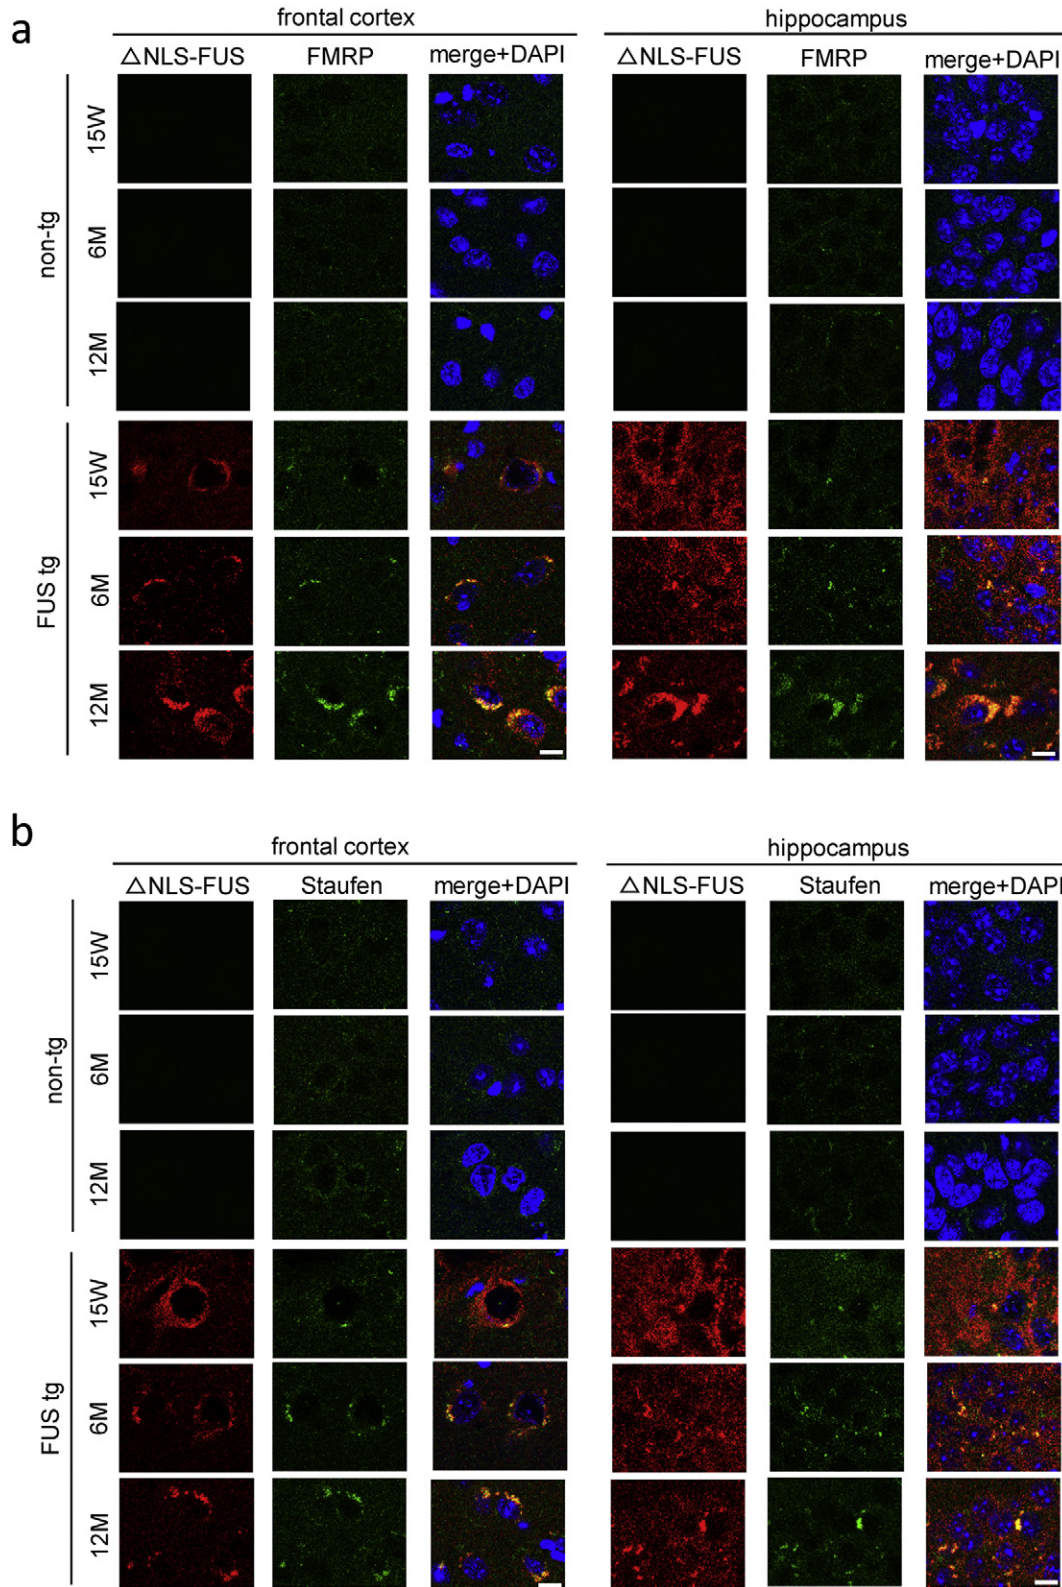 a
frontal cortex
hippocampus
△NLS-FUS FMRP merge+DAPI
△NLS-FUS FMRP merge+DAPI
non-tg
15W
6M
12M
FUS tg
15W
6M
12M
b
frontal cortex
hippocampus
△NLS-FUS Staufen merge+DAPI
△NLS-FUS Staufen merge+DAPI
non-tg
15W
6M
12M
FUS tg
15W
6M
12M